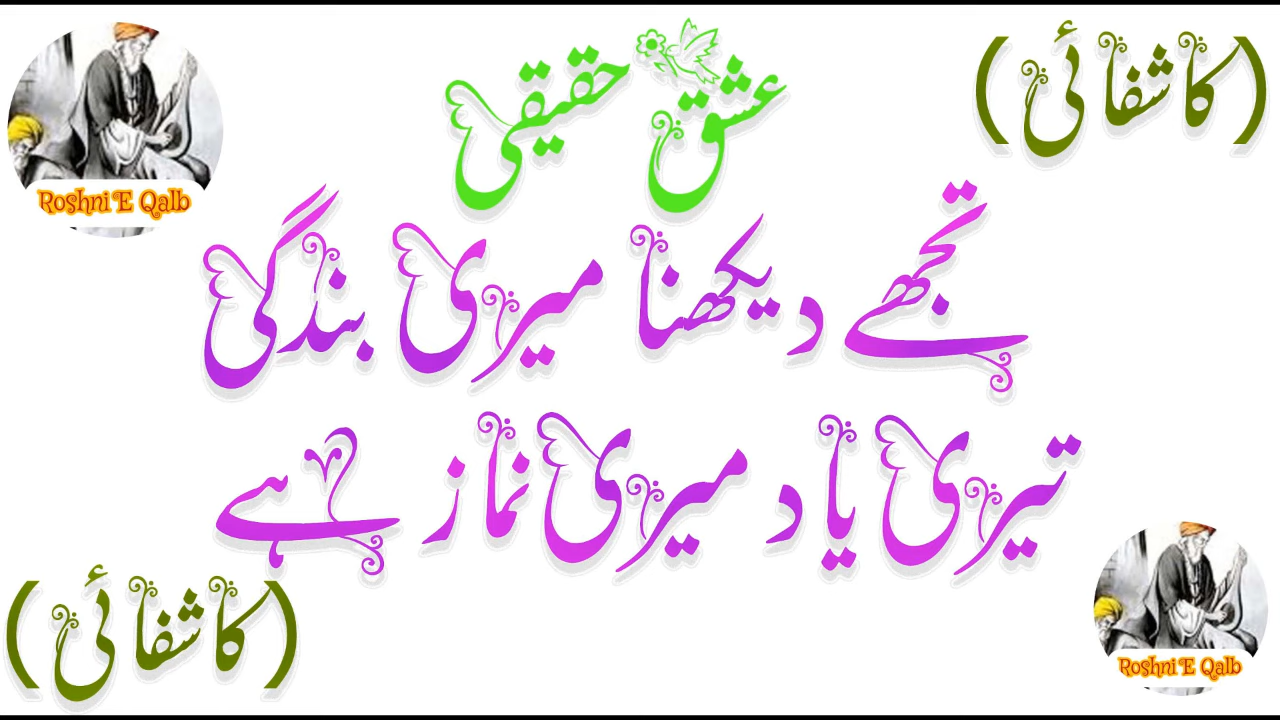 Roshni E Qalb
(کاشفائی)
عشق حقیقی
تجھے دیکھنا میری بندگی
تیری یاد میری نماز ہے
(کاشفائی)
Roshni E Qalb